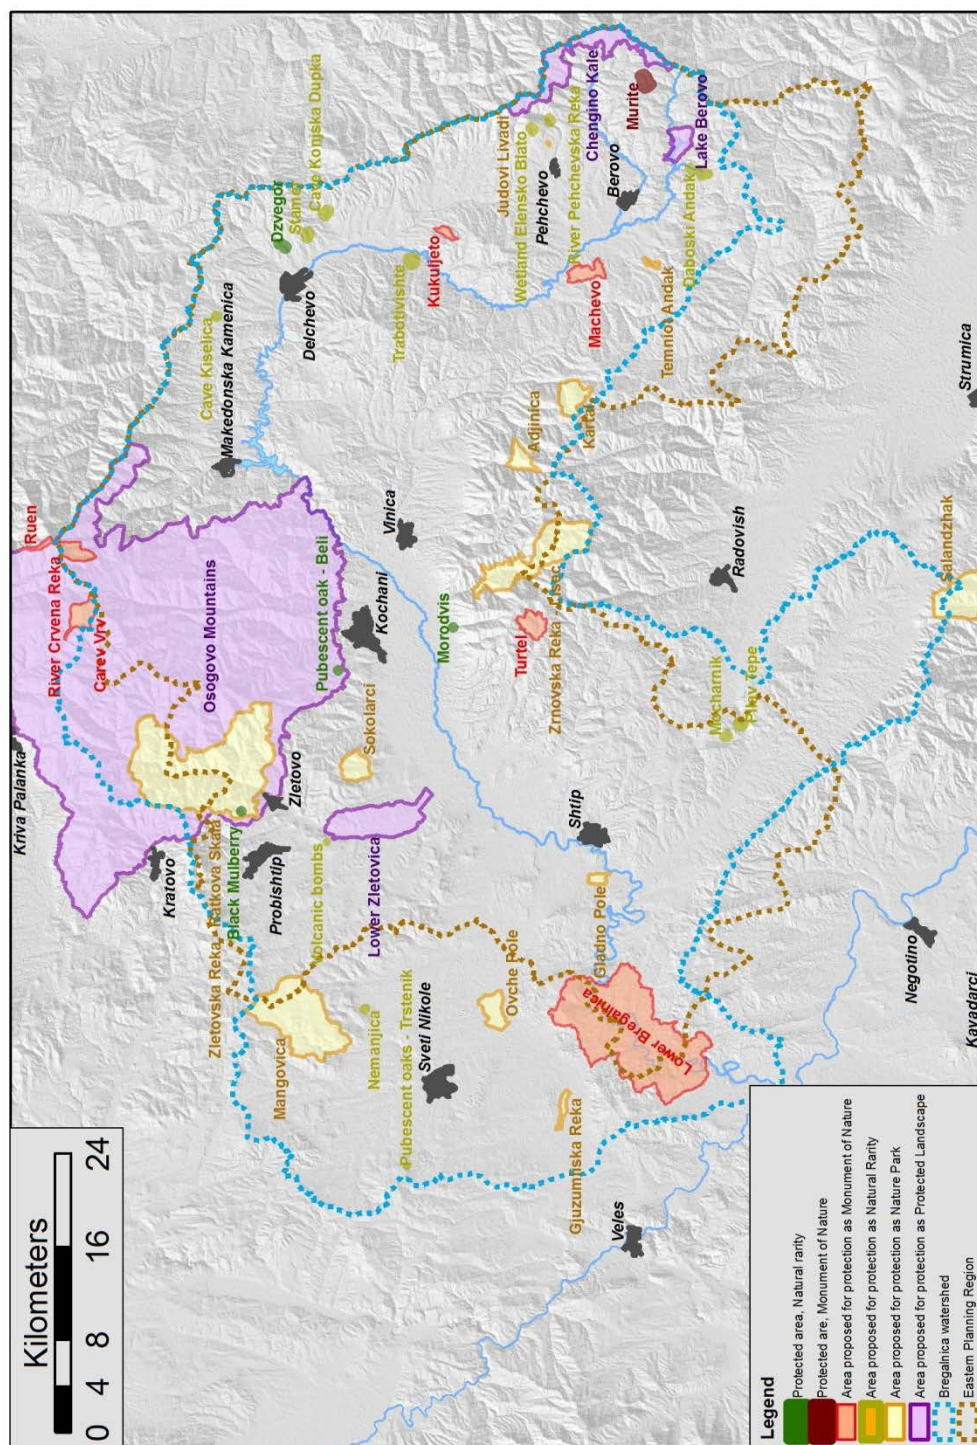 Kilometers
0 4 8 16 24
Kriva Palanka
River Crvena Reka
Ruen
Carev Vrv
Osogovo Mountains
Kratovo
Zletovska Reka - Ratkova Skala
Black Mulberry
Probishtip
Zletovo
Pubescent oak - Beli
Makedonska Kamenica
Cave Kiselica
Dzvegor
Stamer
Cave Konjska Dupka
Delchevo
Mangovica
Nemanjica
Volcanic bombs
Lower Zletovica
Sokolarci
Kochani
Vinica
Trabotivishte
Kukuljeto
Pubescent oaks - Trstenik
Sveti Nikole
Morodvis
Ovche Pole
Judovi Livadi
Wetland Elensko Blato
Pehchevo
River Pehchevska Reka
Chengino Kale
Turtel
Zrnovska Reka - Lisec
Adjinica
Kartal
Machevo
Berovo
Murite
Gjuzumnska Reka
Gladno Pole
Shtip
Lower Bregalnica
Veles
Temniot Andak
Daboski Andak
Lake Berovo
Mocharnik
Pilav Tepe
Radovish
Negotino
Kavadarci
Salandzhak
Strumica
Legend
Protected area, Natural rarity
Protected are, Monument of Nature
Area proposed for protection as Monument of Nature
Area proposed for protection as Natural Rarity
Area proposed for protection as Nature Park
Area proposed for protection as Protected Landscape
Bregalnica watershed
Eastern Planning Region